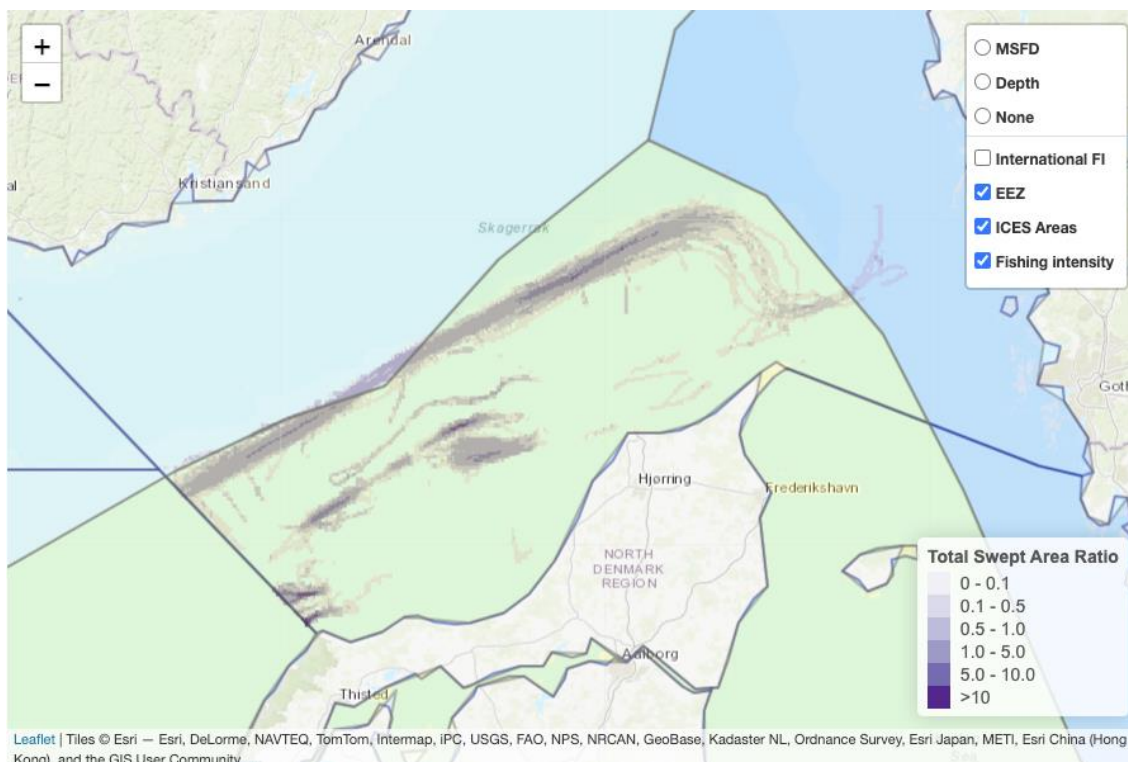 +
−
Arendal
Kristiansand
al
Skagerrak
MSFD
Depth
None
International FI
EEZ
ICES Areas
Fishing intensity
Hjørring
Frederikshavn
NORTH
DENMARK
REGION
Aalborg
Thisted
Goth
Total Swept Area Ratio
0 - 0.1
0.1 - 0.5
0.5 - 1.0
1.0 - 5.0
5.0 - 10.0
>10
Leaflet | Tiles © Esri — Esri, DeLorme, NAVTEQ, TomTom, Intermap, iPC, USGS, FAO, NPS, NRCAN, GeoBase, Kadaster NL, Ordnance Survey, Esri Japan, METI, Esri China (Hong
Kong), and the GIS User Community